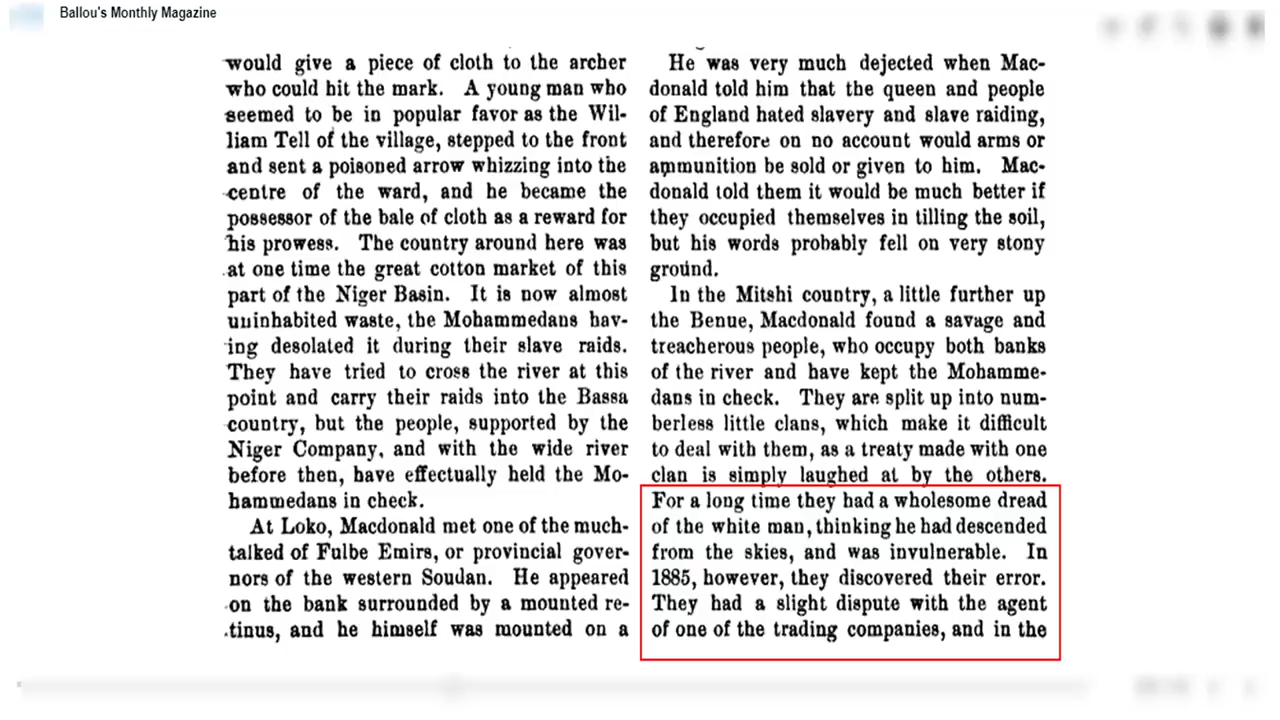 Ballou's Monthly Magazine
would give a piece of cloth to the archer
who could hit the mark. A young man who
seemed to be in popular favor as the Wil-
liam Tell of the village, stepped to the front
and sent a poisoned arrow whizzing into the
centre of the ward, and he became the
possessor of the bale of cloth as a reward for
his prowess. The country around here was
at one time the great cotton market of this
part of the Niger Basin. It is now almost
uninhabited waste, the Mohammedans hav-
ing desolated it during their slave raids.
They have tried to cross the river at this
point and carry their raids into the Bassa
country, but the people, supported by the
Niger Company, and with the wide river
before then, have effectually held the Mo-
hammedans in check.
At Loko, Macdonald met one of the much-
talked of Fulbe Emirs, or provincial gover-
nors of the western Soudan. He appeared
on the bank surrounded by a mounted re-
tinus, and he himself was mounted on a
He was very much dejected when Mac-
donald told him that the queen and people
of England hated slavery and slave raiding,
and therefore on no account would arms or
ammunition be sold or given to him. Mac-
donald told them it would be much better if
they occupied themselves in tilling the soil,
but his words probably fell on very stony
ground.
In the Mitshi country, a little further up
the Benue, Macdonald found a savage and
treacherous people, who occupy both banks
of the river and have kept the Mohamme-
dans in check. They are split up into num-
berless little clans, which make it difficult
to deal with them, as a treaty made with one
clan is simply laughed at by the others.
For a long time they had a wholesome dread
of the white man, thinking he had descended
from the skies, and was invulnerable. In
1885, however, they discovered their error.
They had a slight dispute with the agent
of one of the trading companies, and in the